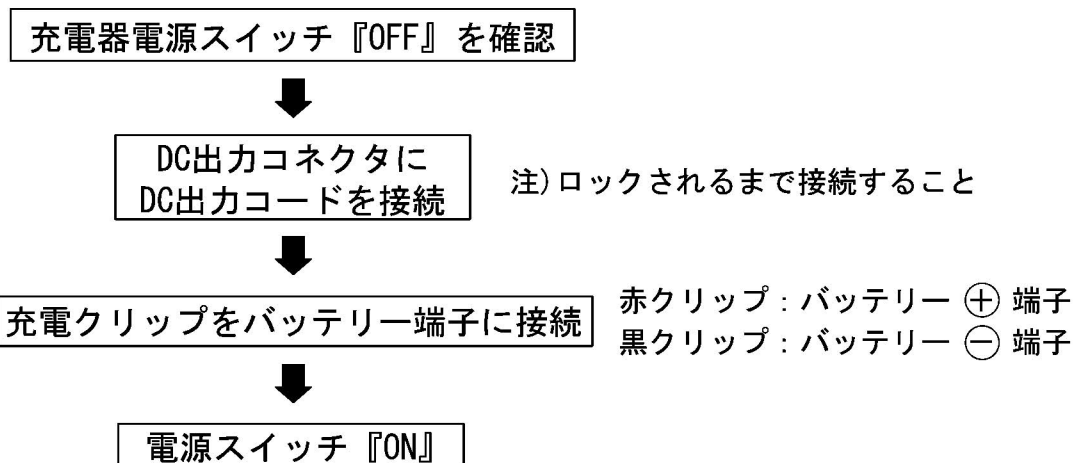 充電器電源スイッチ『OFF』を確認
DC出力コネクタに
DC出力コードを接続
注)ロックされるまで接続すること
充電クリップをバッテリー端子に接続
赤クリップ:バッテリー ⊕ 端子
黒クリップ:バッテリー ⊖ 端子
電源スイッチ『ON』